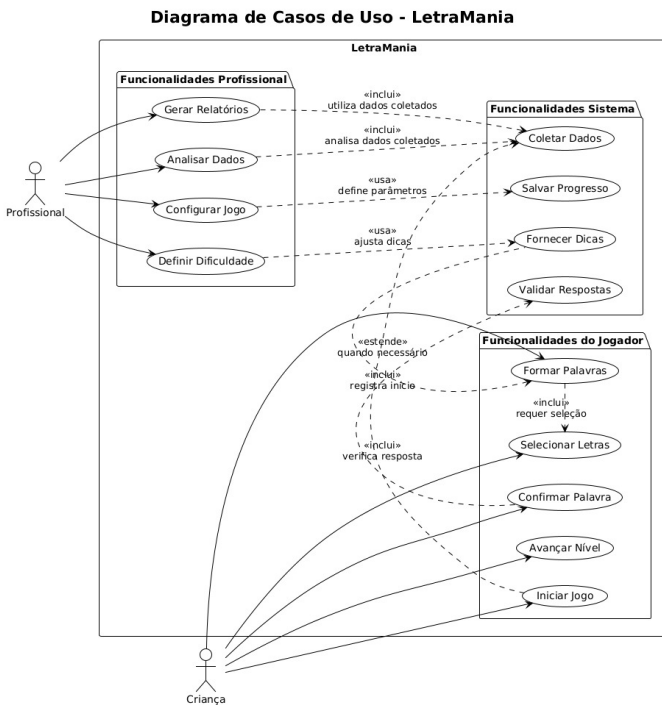 Diagrama de Casos de Uso - LetraMania
LetraMania
Funcionalidades Profissional
Gerar Relatórios
Analisar Dados
Configurar Jogo
Definir Dificuldade
Profissional
«inclui»
utiliza dados coletados
«inclui»
analisa dados coletados
«usa»
define parâmetros
«usa»
ajusta dicas
Funcionalidades Sistema
Coletar Dados
Salvar Progresso
Fornecer Dicas
Validar Respostas
«estende»
quando necessário
«inclui»
registra início
«inclui»
verifica resposta
Funcionalidades do Jogador
Formar Palavras
«inclui»
requer seleção
Selecionar Letras
Confirmar Palavra
Avançar Nível
Iniciar Jogo
Criança